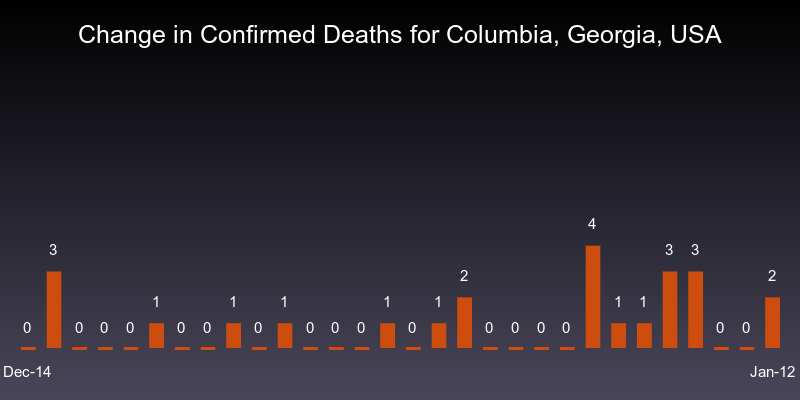 Change in Confirmed Deaths for Columbia, Georgia, USA
4
3 3 3
2 2
1 1 1 1 1 1 1
0 0 0 0 0 0 0 0 0 0 0 0 0 0 0 0 0
Dec-14 Jan-12